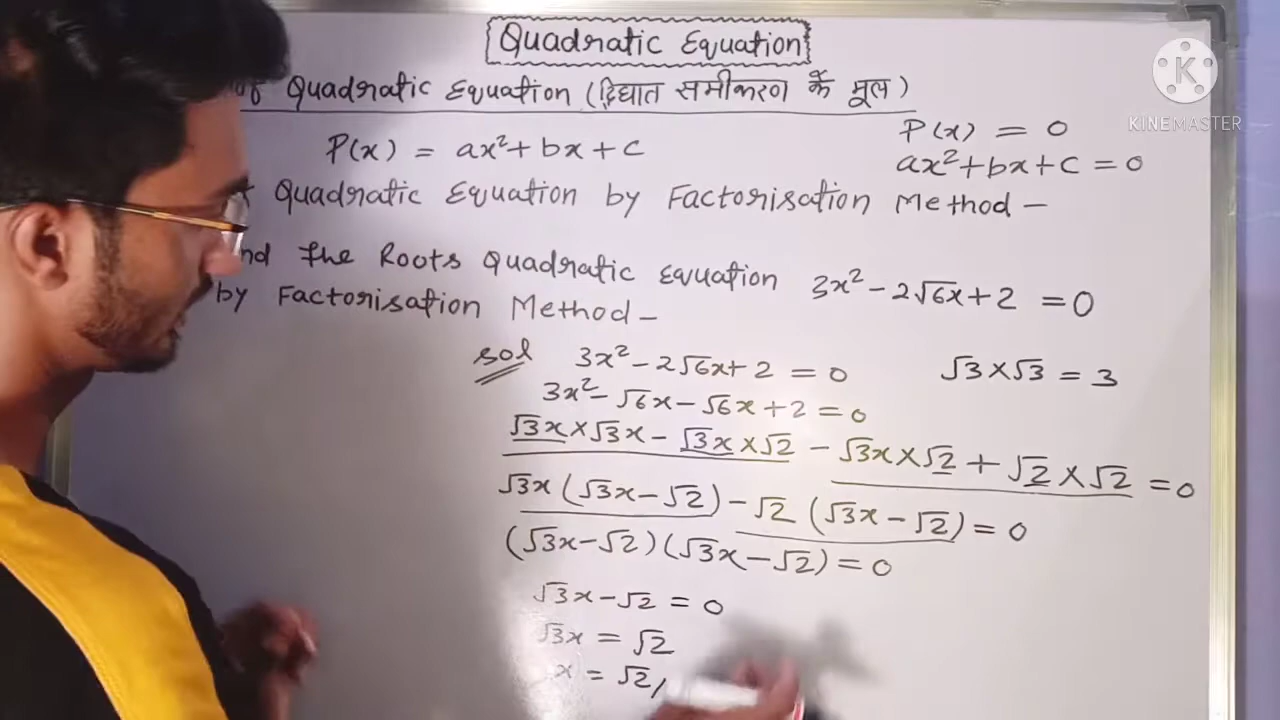 Quadratic Equation
of Quadratic Equation (द्विघात समीकरण के मूल)
P(x) = ax²+bx+c
P(x) = 0
ax²+bx+c = 0
KINEMASTER
Quadratic Equation by Factorisation Method -
the Roots Quadratic Equation 3x² - 2√6x + 2 = 0
by Factorisation Method -
sol 3x² - 2√6x + 2 = 0
√3 × √3 = 3
3x² - √6x - √6x + 2 = 0
√3x × √3x - √3x × √2 - √3x × √2 + √2 × √2 = 0
√3x (√3x - √2) - √2 (√3x - √2) = 0
(√3x - √2) (√3x - √2) = 0
√3x - √2 = 0
√3x = √2
x = √2/